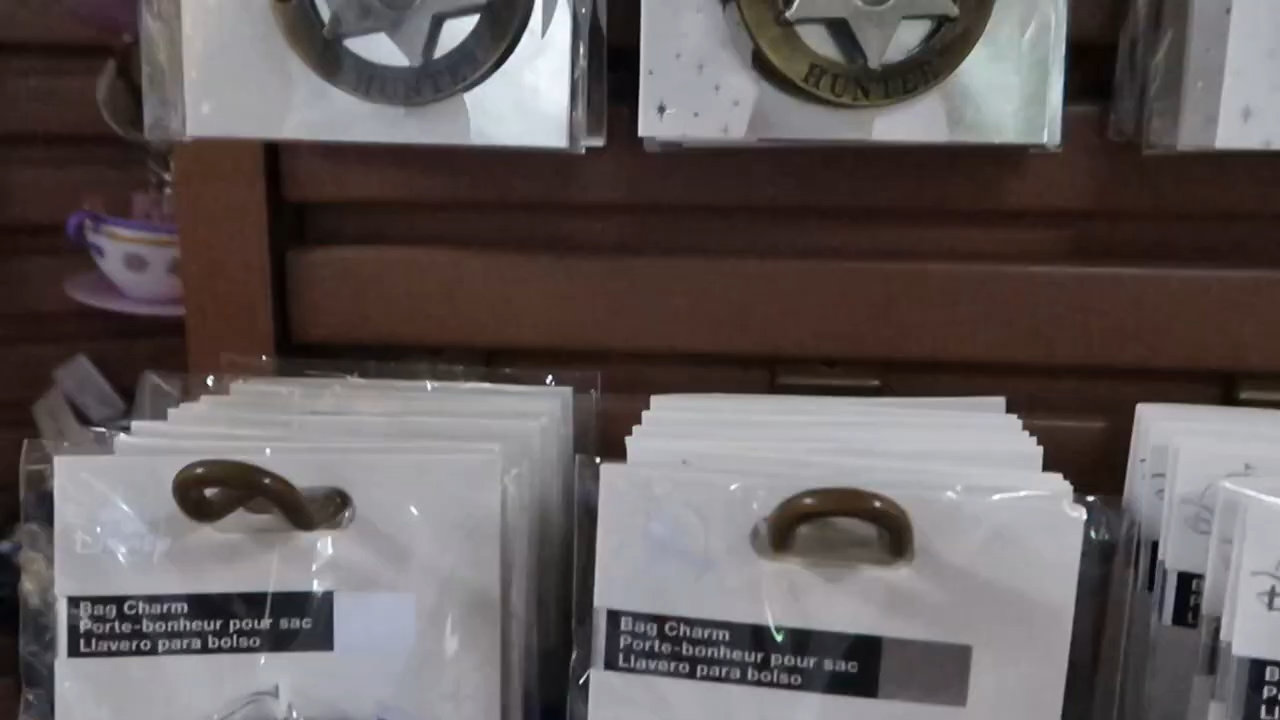 HUNTER
HUNTER
Bag Charm
Porte-bonheur pour sac
Llavero para bolso
Bag Charm
Porte-bonheur pour sac
Llavero para bolso